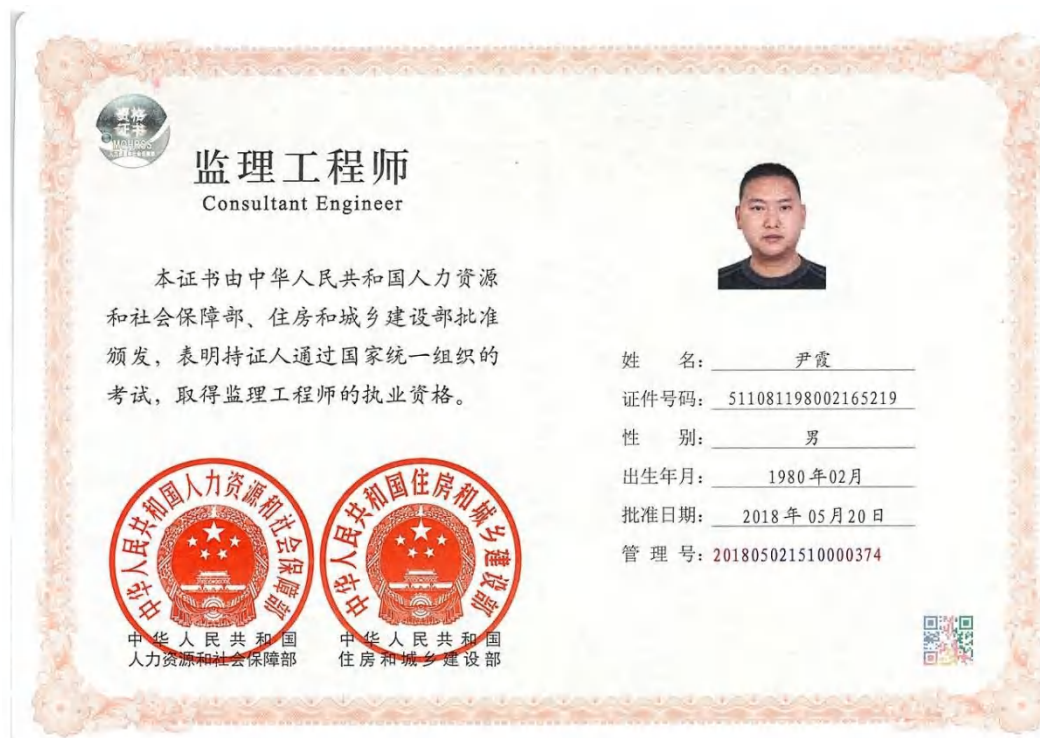 资格
证书
MOHRSS
监理工程师
Consultant Engineer
本证书由中华人民共和国人力资源
和社会保障部、住房和城乡建设部批准
颁发，表明持证人通过国家统一组织的
考试，取得监理工程师的执业资格。
姓 名：尹霞
证件号码：511081198002165219
性 别：男
出生年月：1980年02月
批准日期：2018年05月20日
管 理 号：201805021510000374
中华人民共和国人力资源和社会保障部
中华人民共和国住房和城乡建设部
中华人民共和国
人力资源和社会保障部
中华人民共和国
住房和城乡建设部